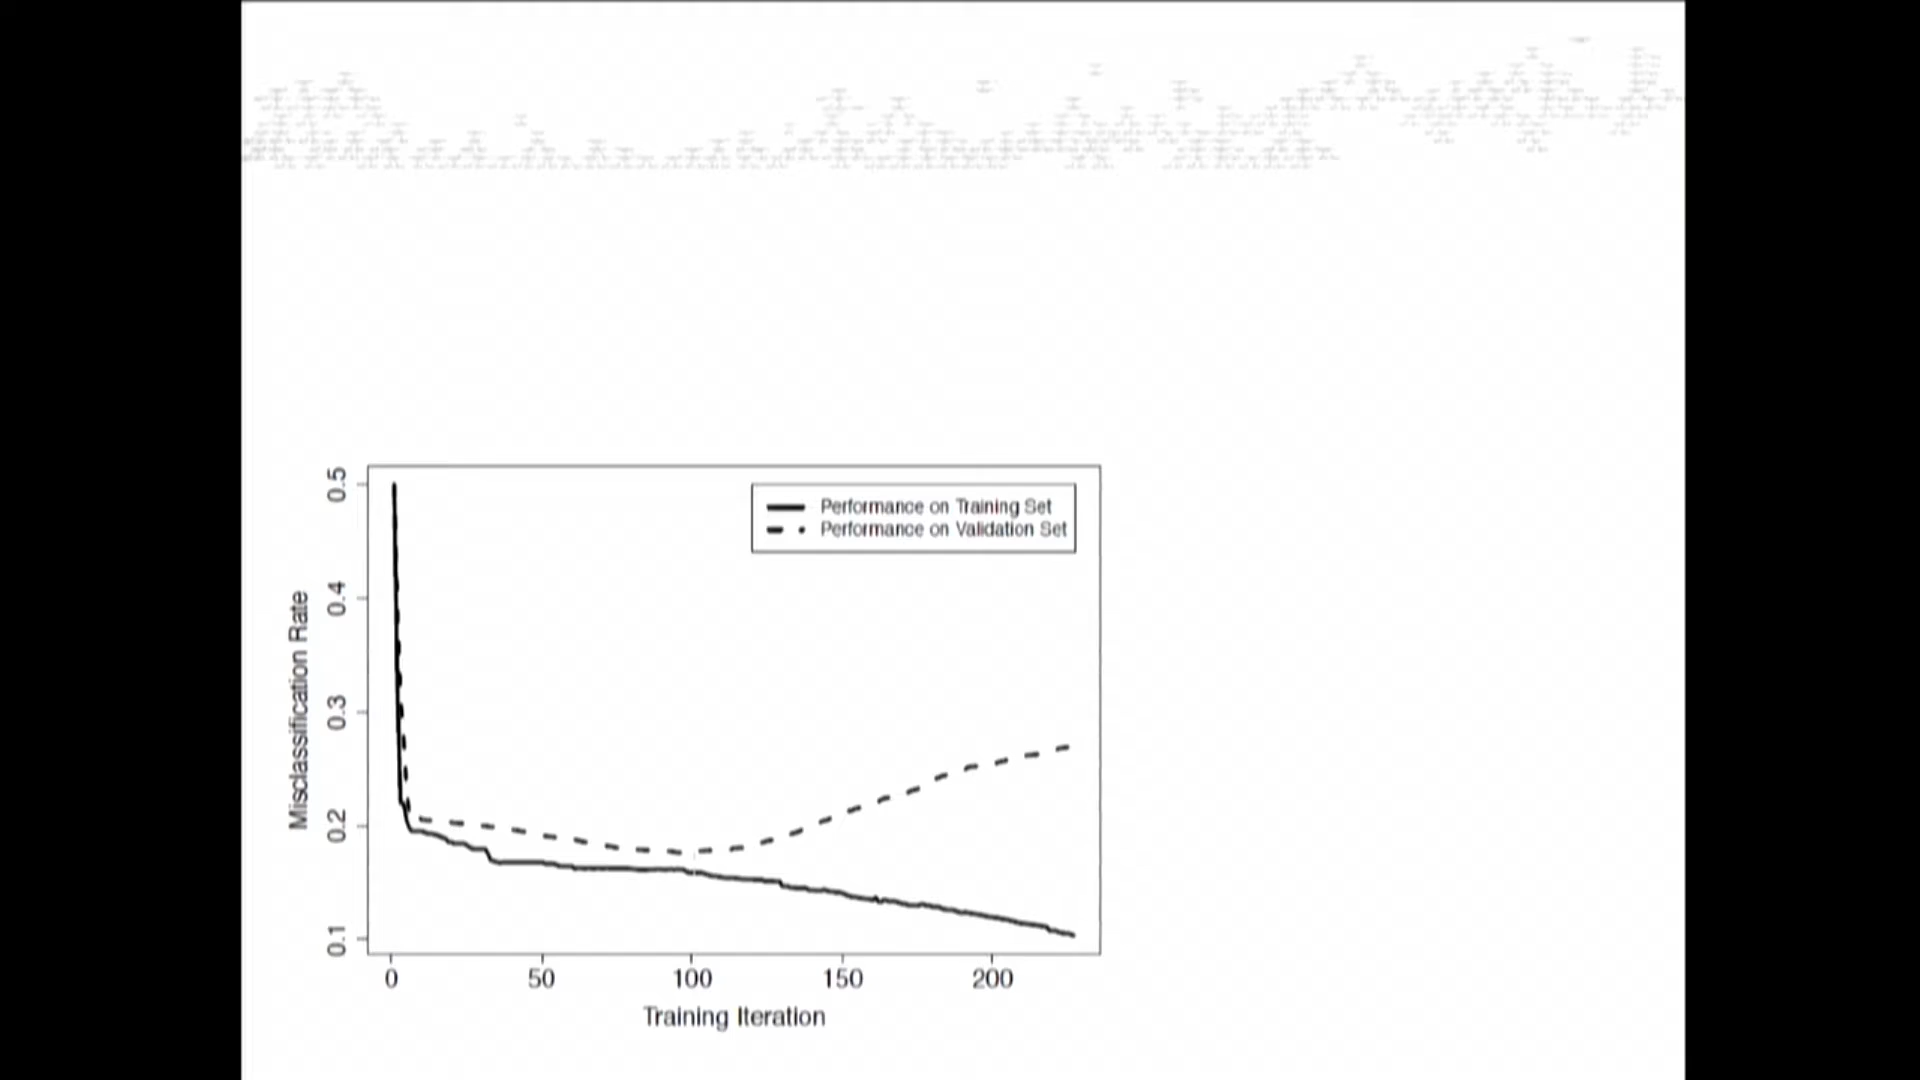 Performance on Training Set
Performance on Validation Set
Misclassification Rate
0.5
0.4
0.3
0.2
0.1
0 50 100 150 200
Training Iteration